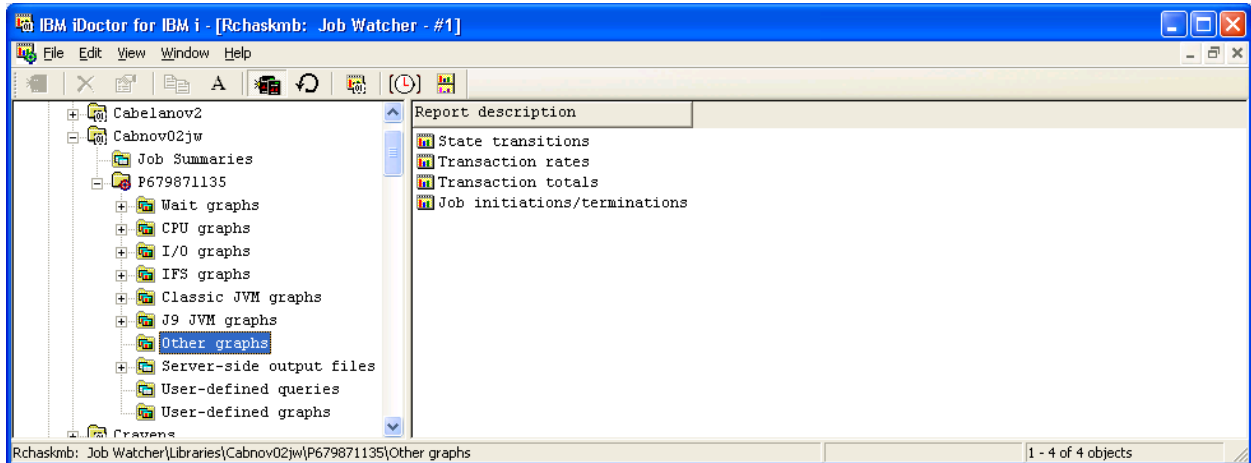 IBM iDoctor for IBM i - [Rchaskmb: Job Watcher - #1]
File Edit View Window Help
A
Cabelanov2
Cabnov02jw
Job Summaries
P679871135
Wait graphs
CPU graphs
I/O graphs
IFS graphs
Classic JVM graphs
J9 JVM graphs
Other graphs
Server-side output files
User-defined queries
User-defined graphs
Cravens
Report description
State transitions
Transaction rates
Transaction totals
Job initiations/terminations
Rchaskmb: Job Watcher\Libraries\Cabnov02jw\P679871135\Other graphs
1 - 4 of 4 objects